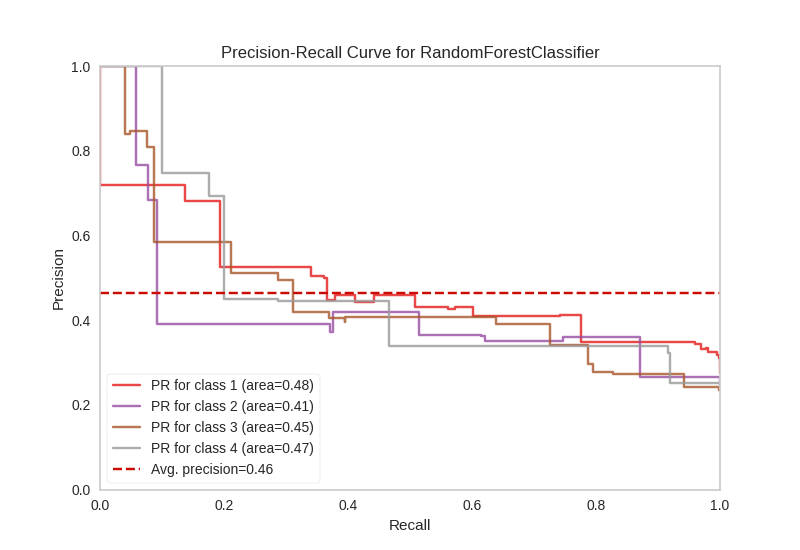 Precision-Recall Curve for RandomForestClassifier
1.0
0.8
0.6
0.4
0.2
0.0
Precision
PR for class 1 (area=0.48)
PR for class 2 (area=0.41)
PR for class 3 (area=0.45)
PR for class 4 (area=0.47)
Avg. precision=0.46
0.0 0.2 0.4 0.6 0.8 1.0
Recall